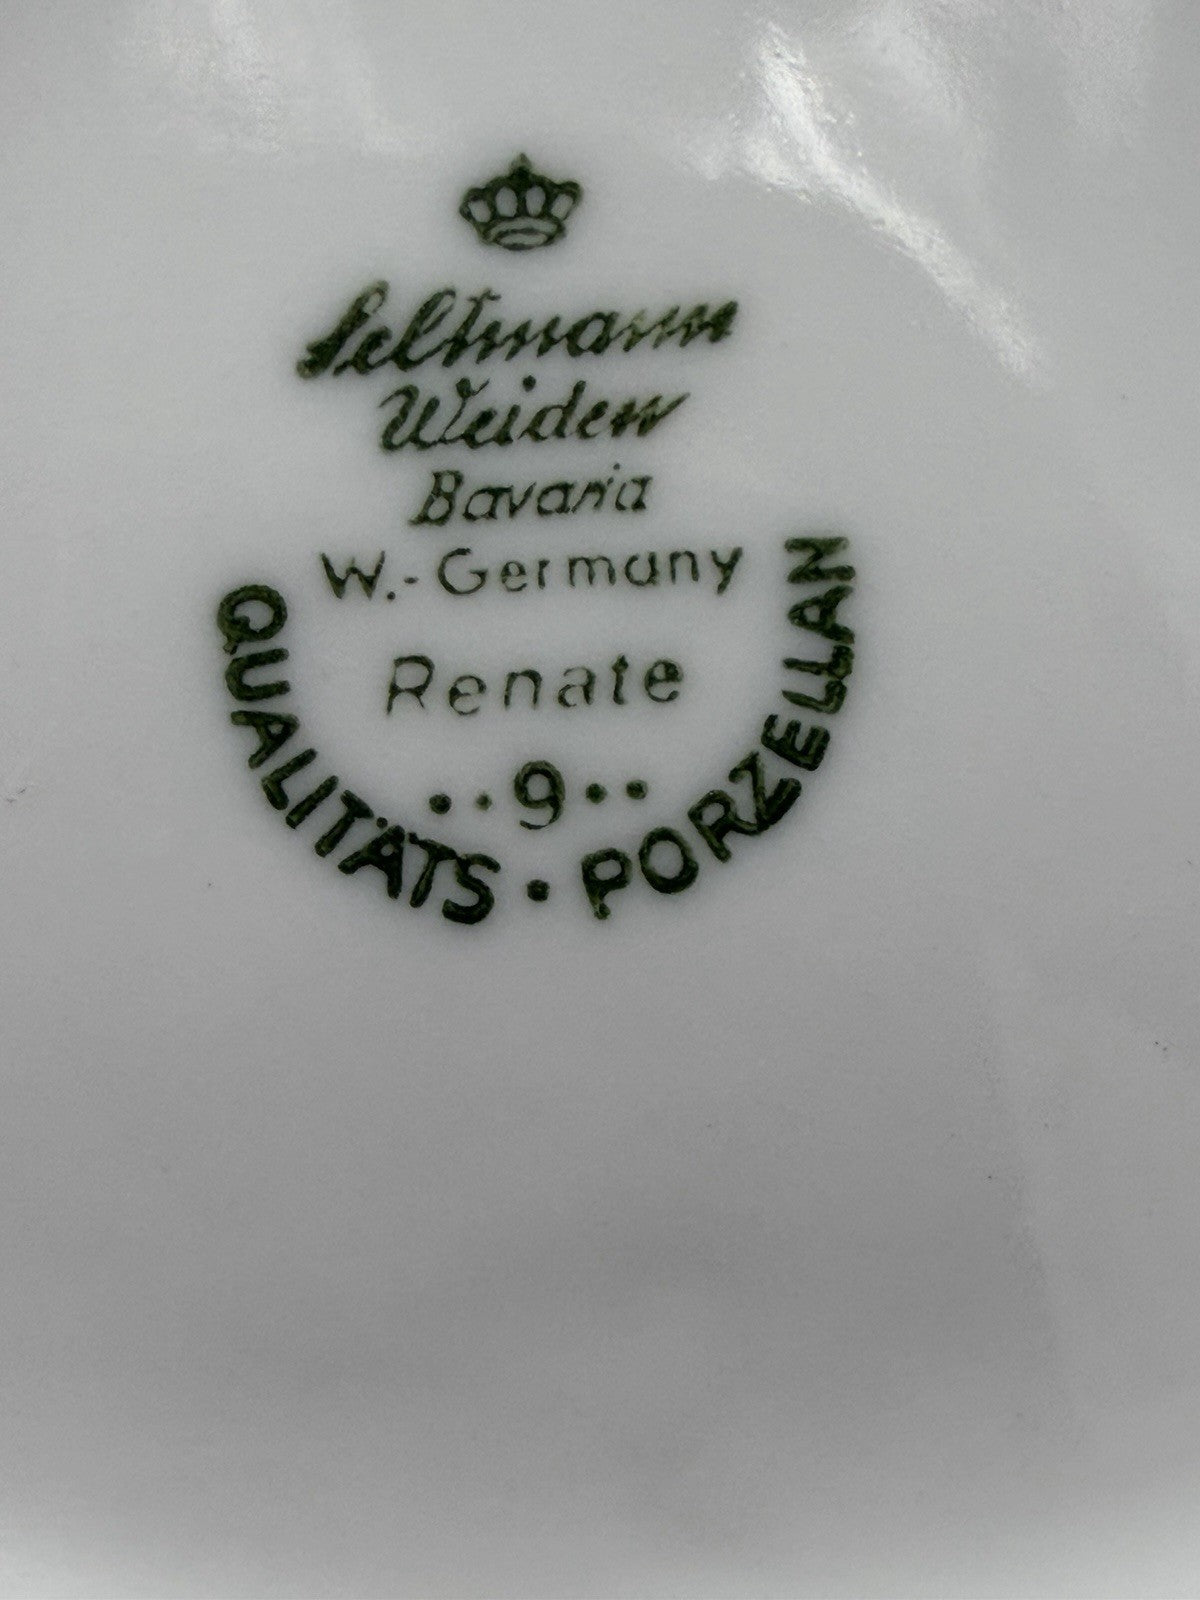 Seltmann
Weiden
Bavaria
W.-Germany
Renate
··9··
QUALITÄTS · PORZELLAN